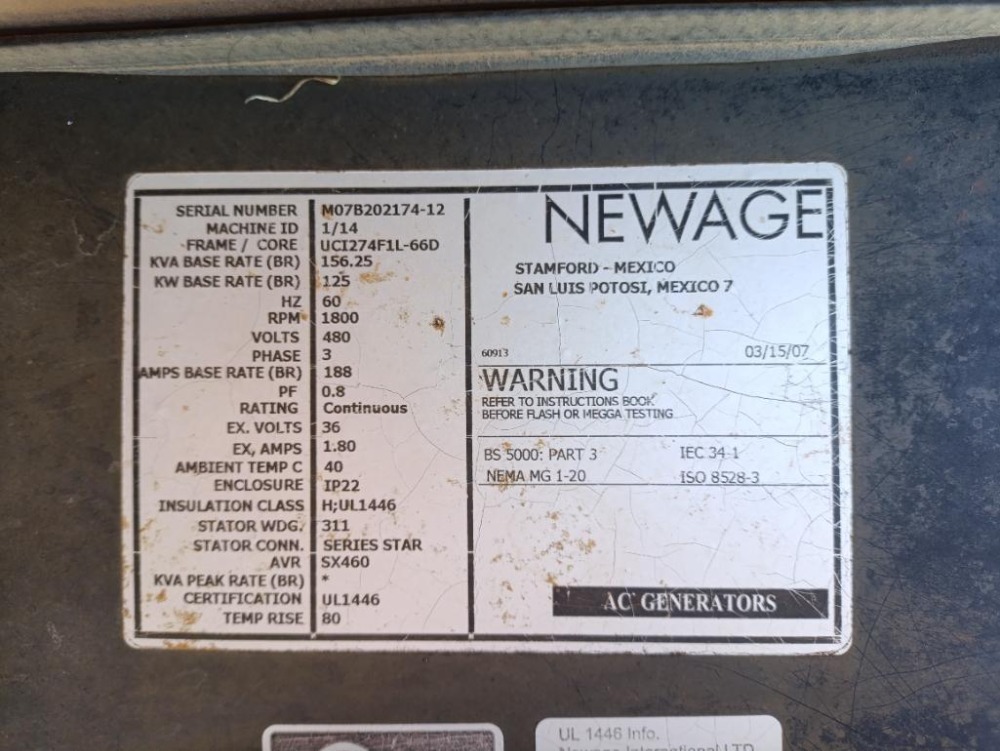 SERIAL NUMBER M07B202174-12
MACHINE ID 1/14
FRAME / CORE UCI274F1L-66D
KVA BASE RATE (BR) 156.25
KW BASE RATE (BR) 125
HZ 60
RPM 1800
VOLTS 480
PHASE 3
AMPS BASE RATE (BR) 188
PF 0.8
RATING Continuous
EX. VOLTS 36
EX, AMPS 1.80
AMBIENT TEMP C 40
ENCLOSURE IP22
INSULATION CLASS H;UL1446
STATOR WDG. 311
STATOR CONN. SERIES STAR
AVR SX460
KVA PEAK RATE (BR) *
CERTIFICATION UL1446
TEMP RISE 80
NEWAGE
STAMFORD - MEXICO
SAN LUIS POTOSI, MEXICO 7
60913 03/15/07
WARNING
REFER TO INSTRUCTIONS BOOK
BEFORE FLASH OR MEGGA TESTING
BS 5000: PART 3 IEC 34-1
NEMA MG 1-20 ISO 8528-3
AC GENERATORS
UL 1446 Info.
Newage International LTD